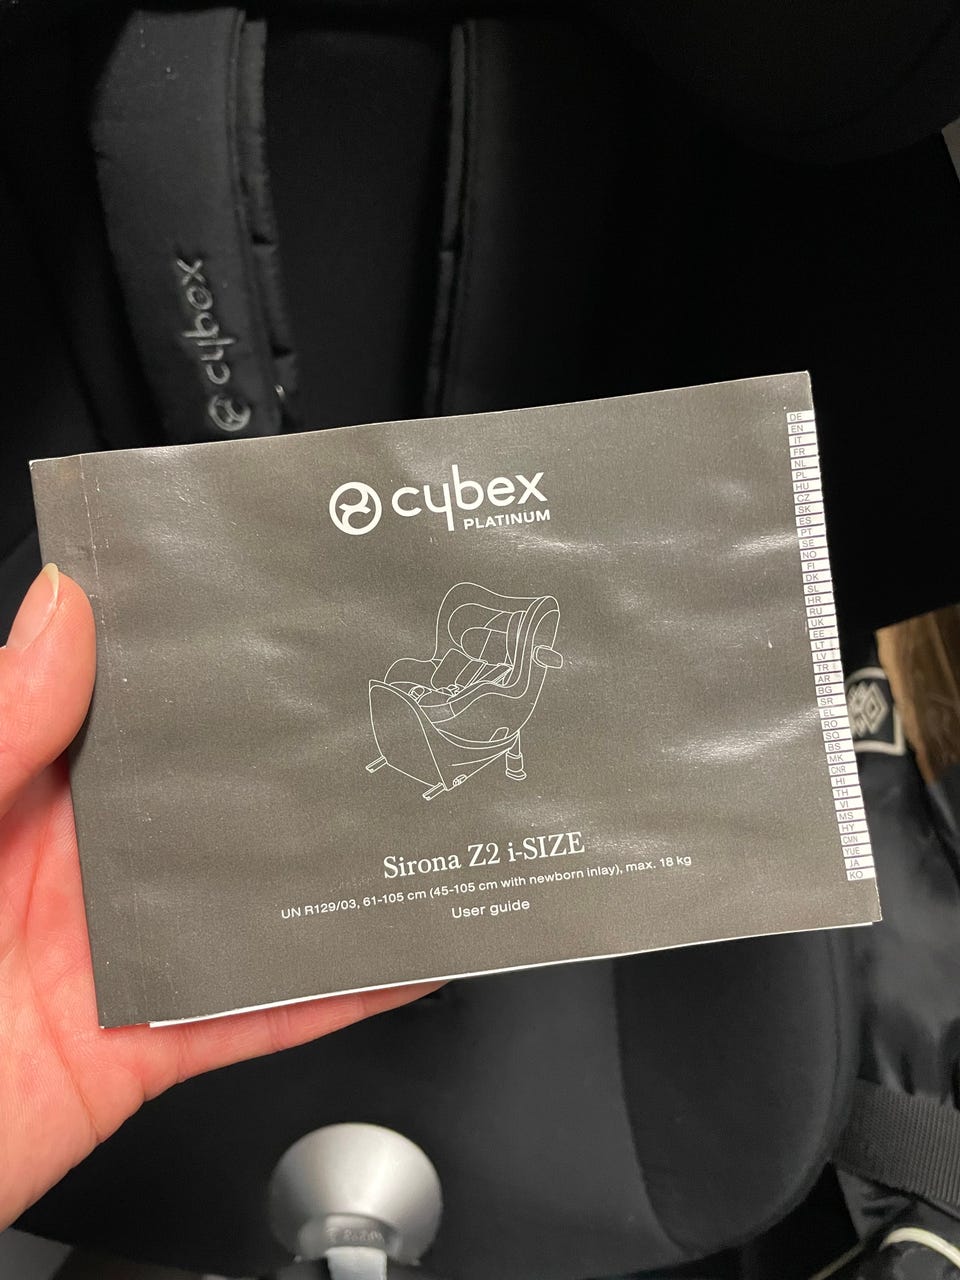 cybex
cybex
PLATINUM
DE
EN
IT
FR
NL
PL
HU
CZ
SK
ES
PT
SE
NO
FI
DK
SL
HR
RU
UK
EE
LT
LV
TR
AR
BG
SR
EL
RO
SQ
BS
MK
CNR
HI
TH
VI
MS
HY
CMN
YUE
JA
KO
Sirona Z2 i-SIZE
UN R129/03, 61-105 cm (45-105 cm with newborn inlay), max. 18 kg
User guide